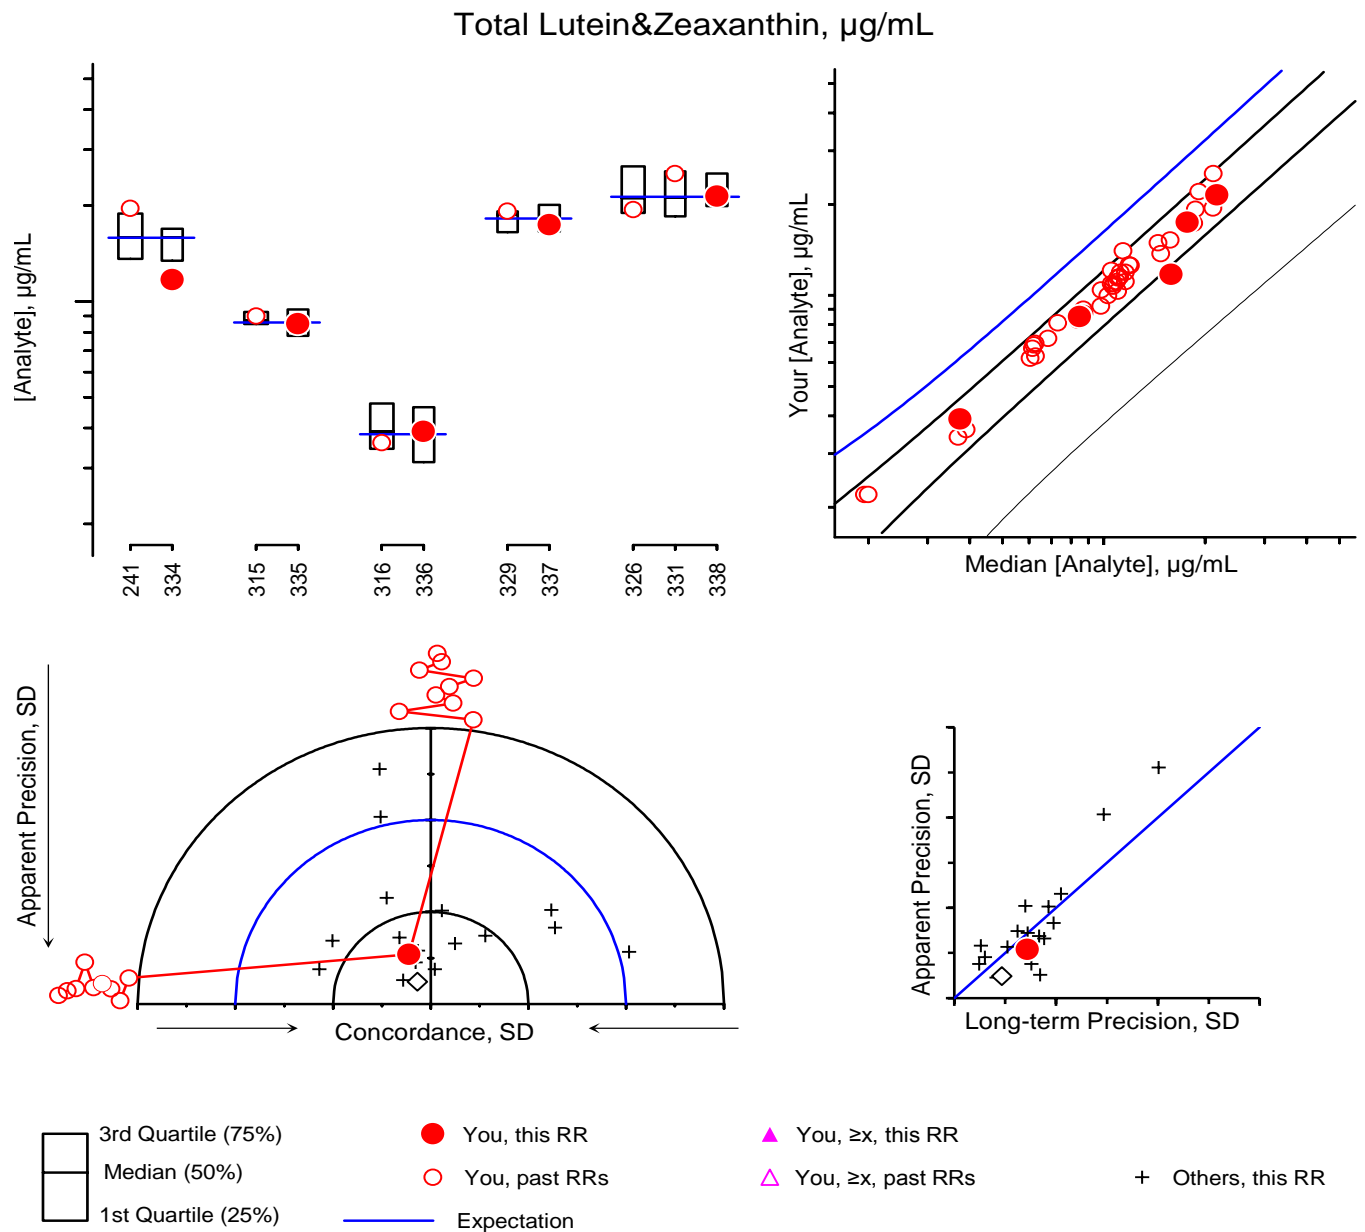 Total Lutein&Zeaxanthin, µg/mL
[Analyte], µg/mL
241 334 315 335 316 336 329 337 326 331 338
Your [Analyte], µg/mL
Median [Analyte], µg/mL
Apparent Precision, SD
Concordance, SD
Apparent Precision, SD
Long-term Precision, SD
3rd Quartile (75%)
Median (50%)
1st Quartile (25%)
You, this RR
You, past RRs
Expectation
You, ≥x, this RR
You, ≥x, past RRs
Others, this RR